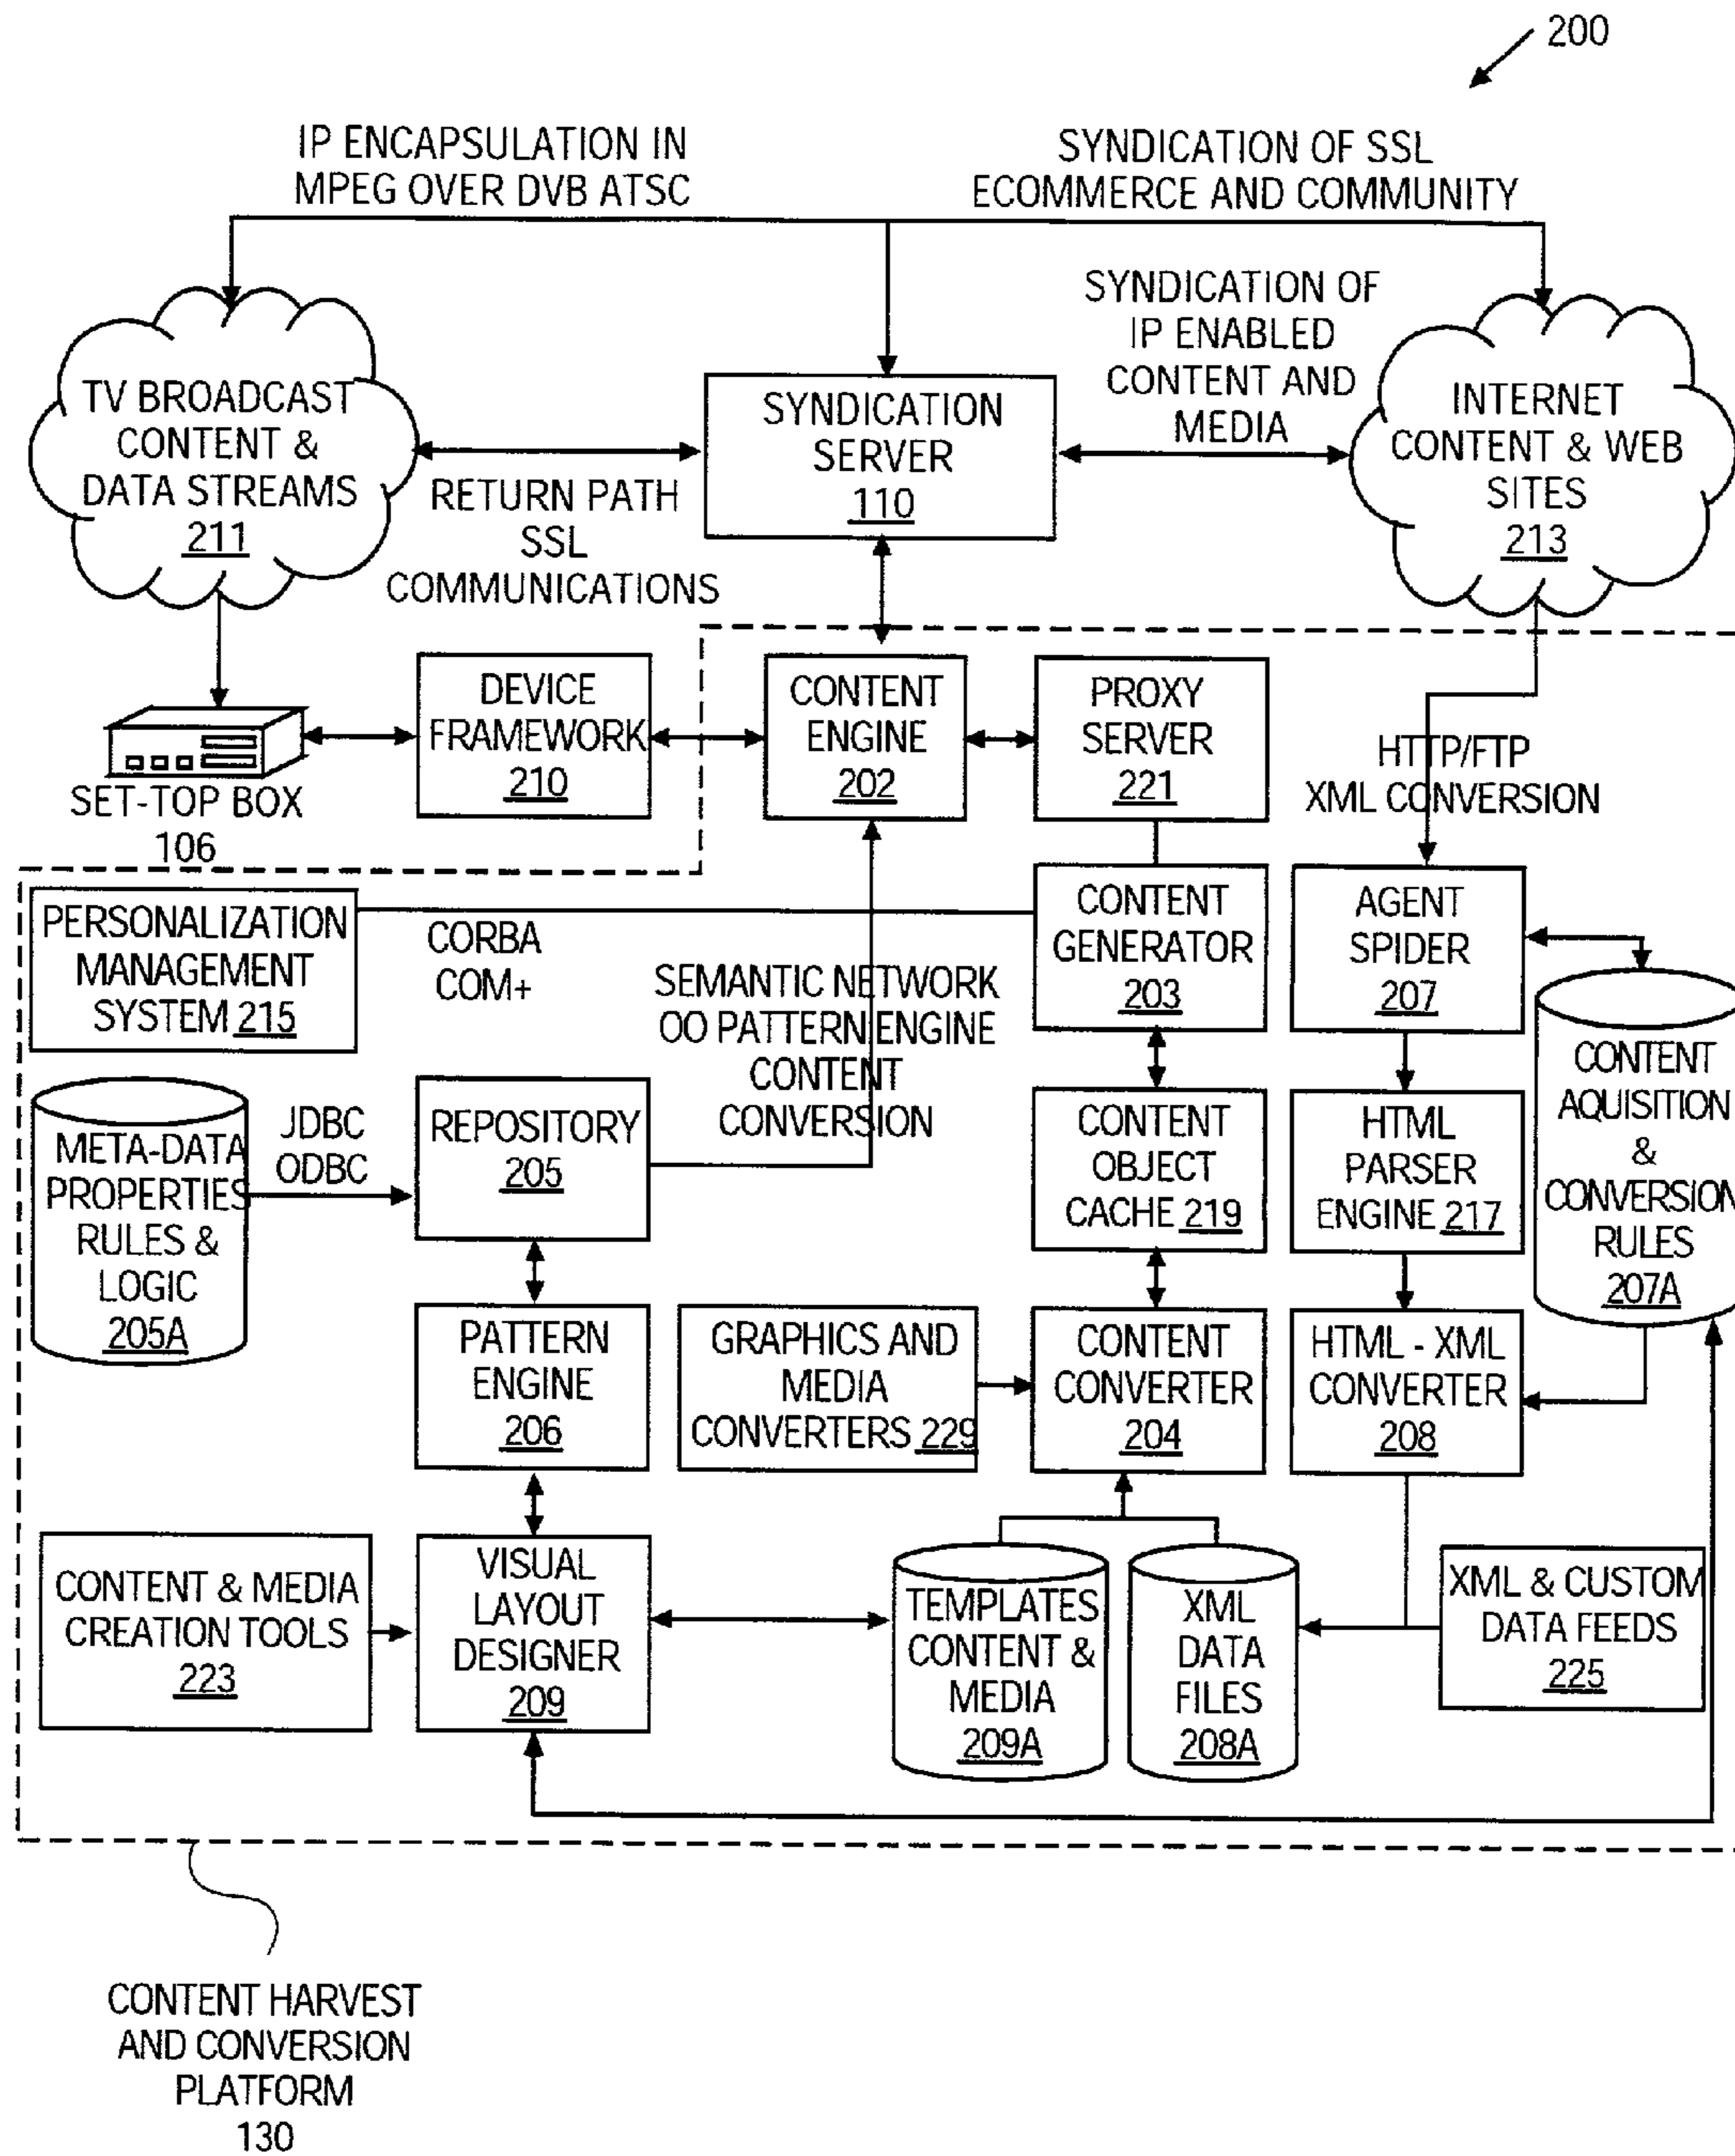 200
IP ENCAPSULATION IN
MPEG OVER DVB ATSC
SYNDICATION OF SSL
ECOMMERCE AND COMMUNITY
SYNDICATION OF
IP ENABLED
CONTENT AND
MEDIA
TV BROADCAST
CONTENT &
DATA STREAMS
211
SYNDICATION
SERVER
110
INTERNET
CONTENT & WEB
SITES
213
RETURN PATH
SSL
COMMUNICATIONS
SET-TOP BOX
106
DEVICE
FRAMEWORK
210
CONTENT
ENGINE
202
PROXY
SERVER
221
HTTP/FTP
XML CONVERSION
PERSONALIZATION
MANAGEMENT
SYSTEM 215
CORBA
COM+
SEMANTIC NETWORK
OO PATTERN ENGINE
CONTENT
CONVERSION
CONTENT
GENERATOR
203
AGENT
SPIDER
207
CONTENT
AQUISITION
&
CONVERSION
RULES
207A
META-DATA
PROPERTIES
RULES &
LOGIC
205A
JDBC
ODBC
REPOSITORY
205
CONTENT
OBJECT
CACHE 219
HTML
PARSER
ENGINE 217
PATTERN
ENGINE
206
GRAPHICS AND
MEDIA
CONVERTERS 229
CONTENT
CONVERTER
204
HTML - XML
CONVERTER
208
CONTENT & MEDIA
CREATION TOOLS
223
VISUAL
LAYOUT
DESIGNER
209
TEMPLATES
CONTENT &
MEDIA
209A
XML
DATA
FILES
208A
XML & CUSTOM
DATA FEEDS
225
CONTENT HARVEST
AND CONVERSION
PLATFORM
130